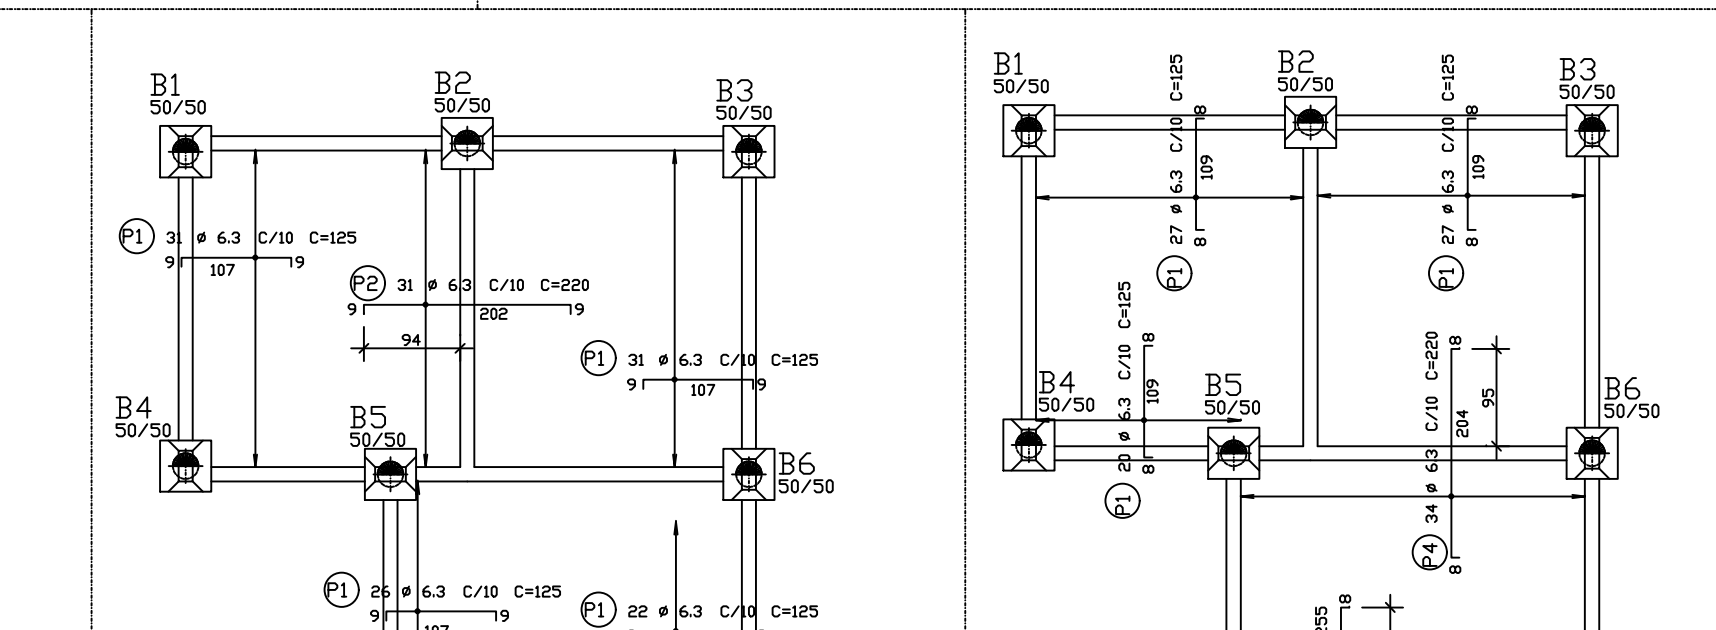 B1
50/50
B2
50/50
B3
50/50
P1 31 ø 6.3 C/10 C=125
9 107 9
P2 31 ø 6.3 C/10 C=220
9 202 9
94
P1 31 ø 6.3 C/10 C=125
9 107 9
B4
50/50
B5
50/50
B6
50/50
P1 26 ø 6.3 C/10 C=125
9 9
107
P1 22 ø 6.3 C/10 C=125
B1
50/50
B2
50/50
B3
50/50
P1 27 ø 6.3 C/10 C=125
8 109 8
P1 27 ø 6.3 C/10 C=125
8 109 8
P1 20 ø 6.3 C/10 C=125
8 109 8
B4
50/50
B5
50/50
B6
50/50
P4 34 ø 6.3 C/10 C=220
8 204 8
95
255
8